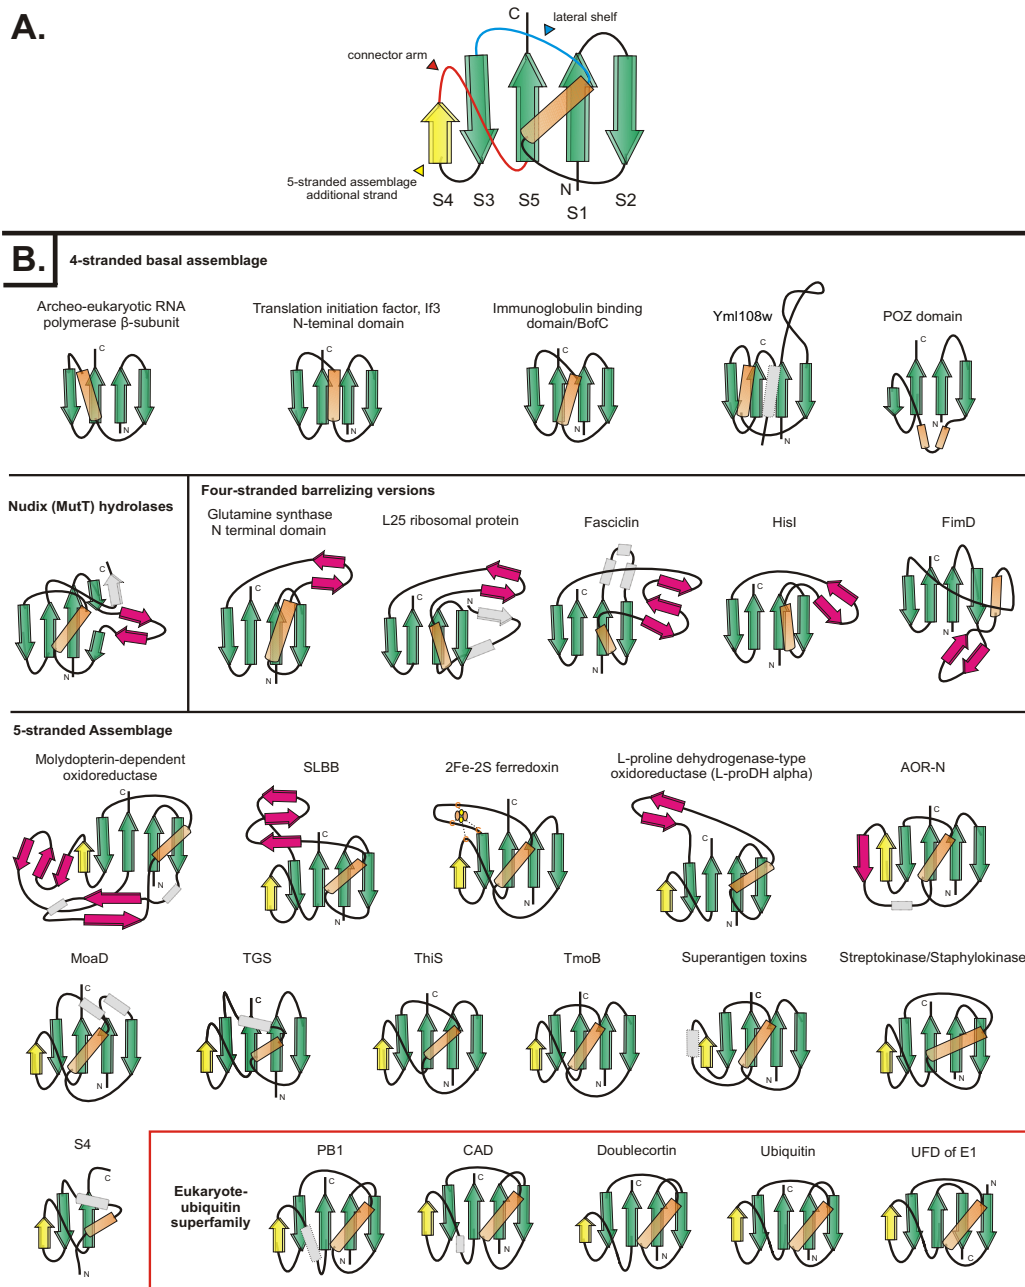 A.
C
lateral shelf
connector arm
5-stranded assemblage
additional strand
N
S4 S3 S5 S1 S2
B.
4-stranded basal assemblage
Archeo-eukaryotic RNA
polymerase β-subunit
C
N
Translation initiation factor, If3
N-teminal domain
C
N
Immunoglobulin binding
domain/BofC
C
N
Yml108w
C
N
POZ domain
C
N
Nudix (MutT) hydrolases
C
N
Four-stranded barrelizing versions
Glutamine synthase
N terminal domain
C
N
L25 ribosomal protein
N
C
Fasciclin
C
N
HisI
C
N
FimD
C
N
5-stranded Assemblage
Molydopterin-dependent
oxidoreductase
C
N
SLBB
C
N
2Fe-2S ferredoxin
C
C
C
C
C
N
L-proline dehydrogenase-type
oxidoreductase (L-proDH alpha)
C
N
AOR-N
C
N
MoaD
C
N
TGS
C
N
ThiS
C
N
TmoB
C
N
Superantigen toxins
C
N
Streptokinase/Staphylokinase
C
N
S4
C
N
Eukaryote-
ubiquitin
superfamily
PB1
C
N
CAD
C
N
Doublecortin
C
N
Ubiquitin
C
N
UFD of E1
N
C